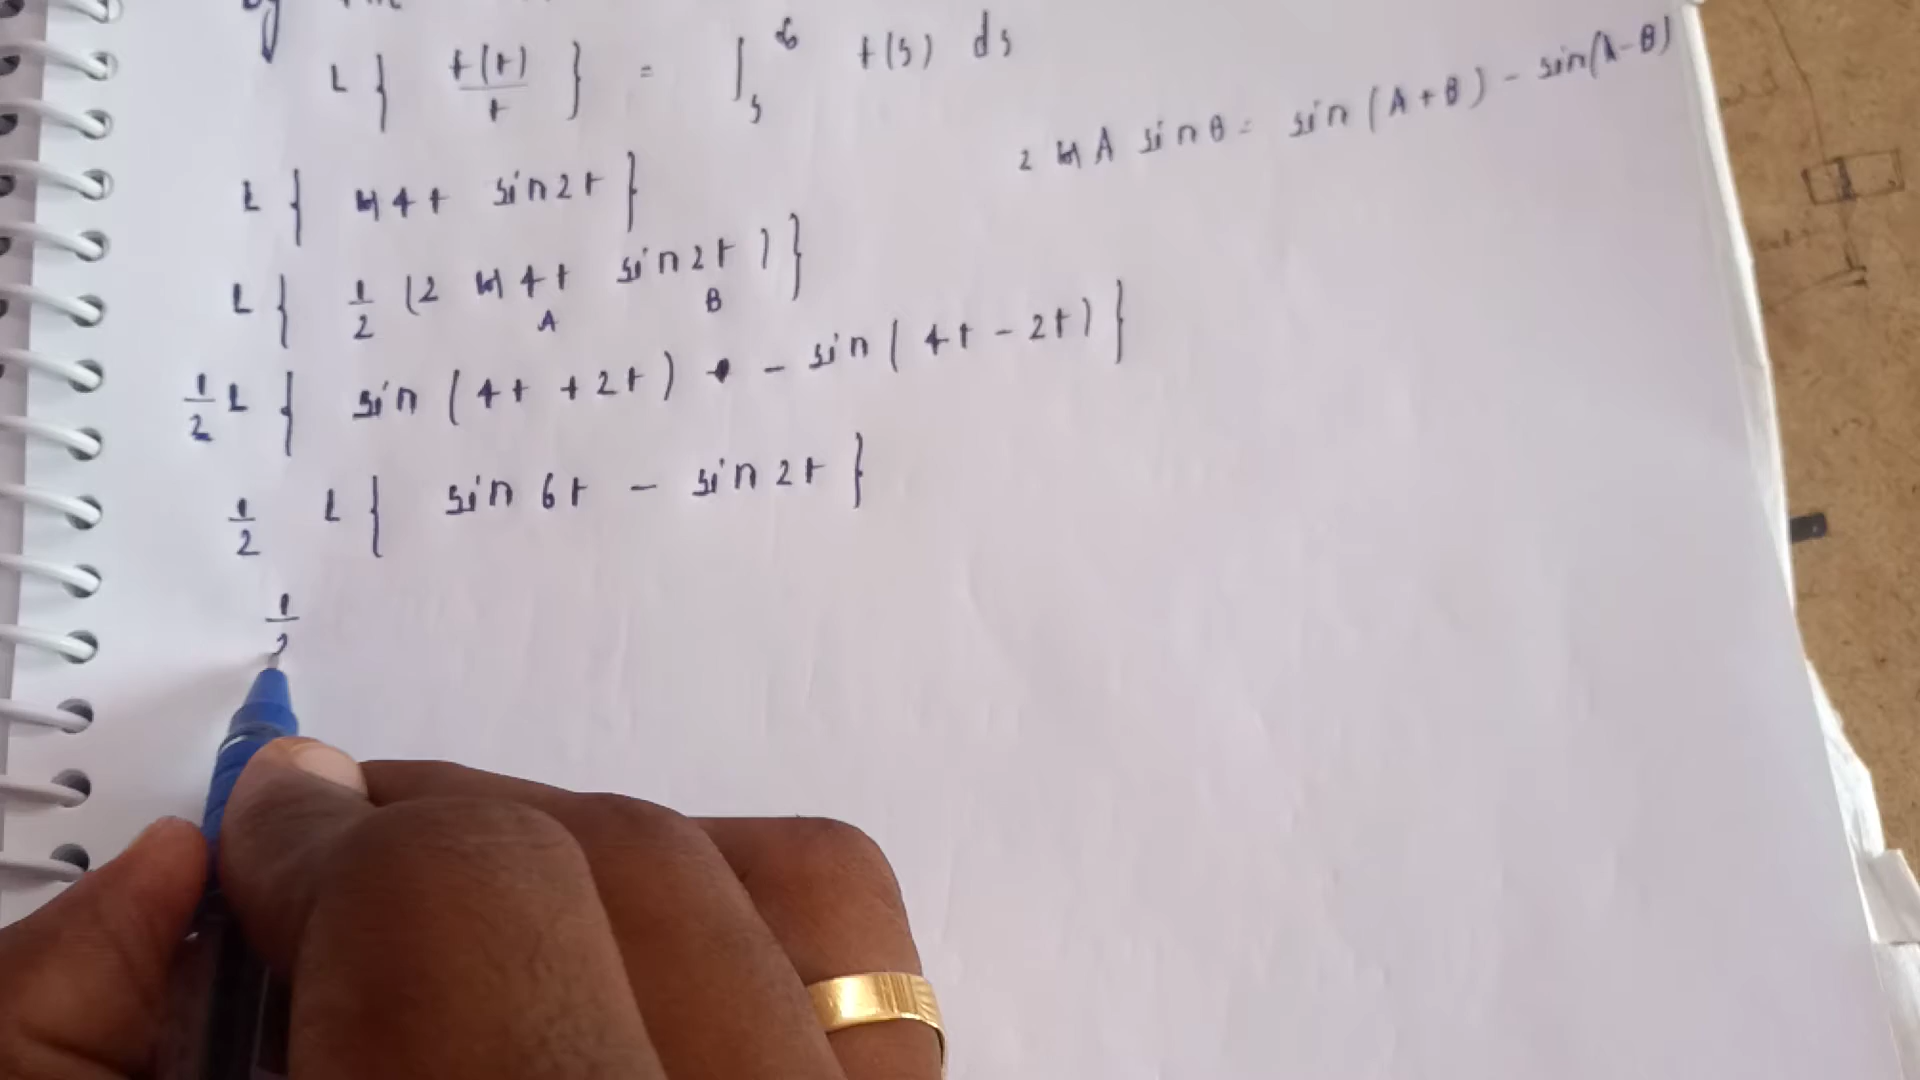 by
L { f(t)/t } = ∫_s^∞ f(s) ds
2 cos A sin B = sin (A + B) - sin(A - B)
L { cos 4t sin 2t }
L { 1/2 (2 cos 4t sin 2t ) }
A B
1/2 L { sin ( 4t + 2t ) - sin ( 4t - 2t ) }
1/2 L { sin 6t - sin 2t }
1/2